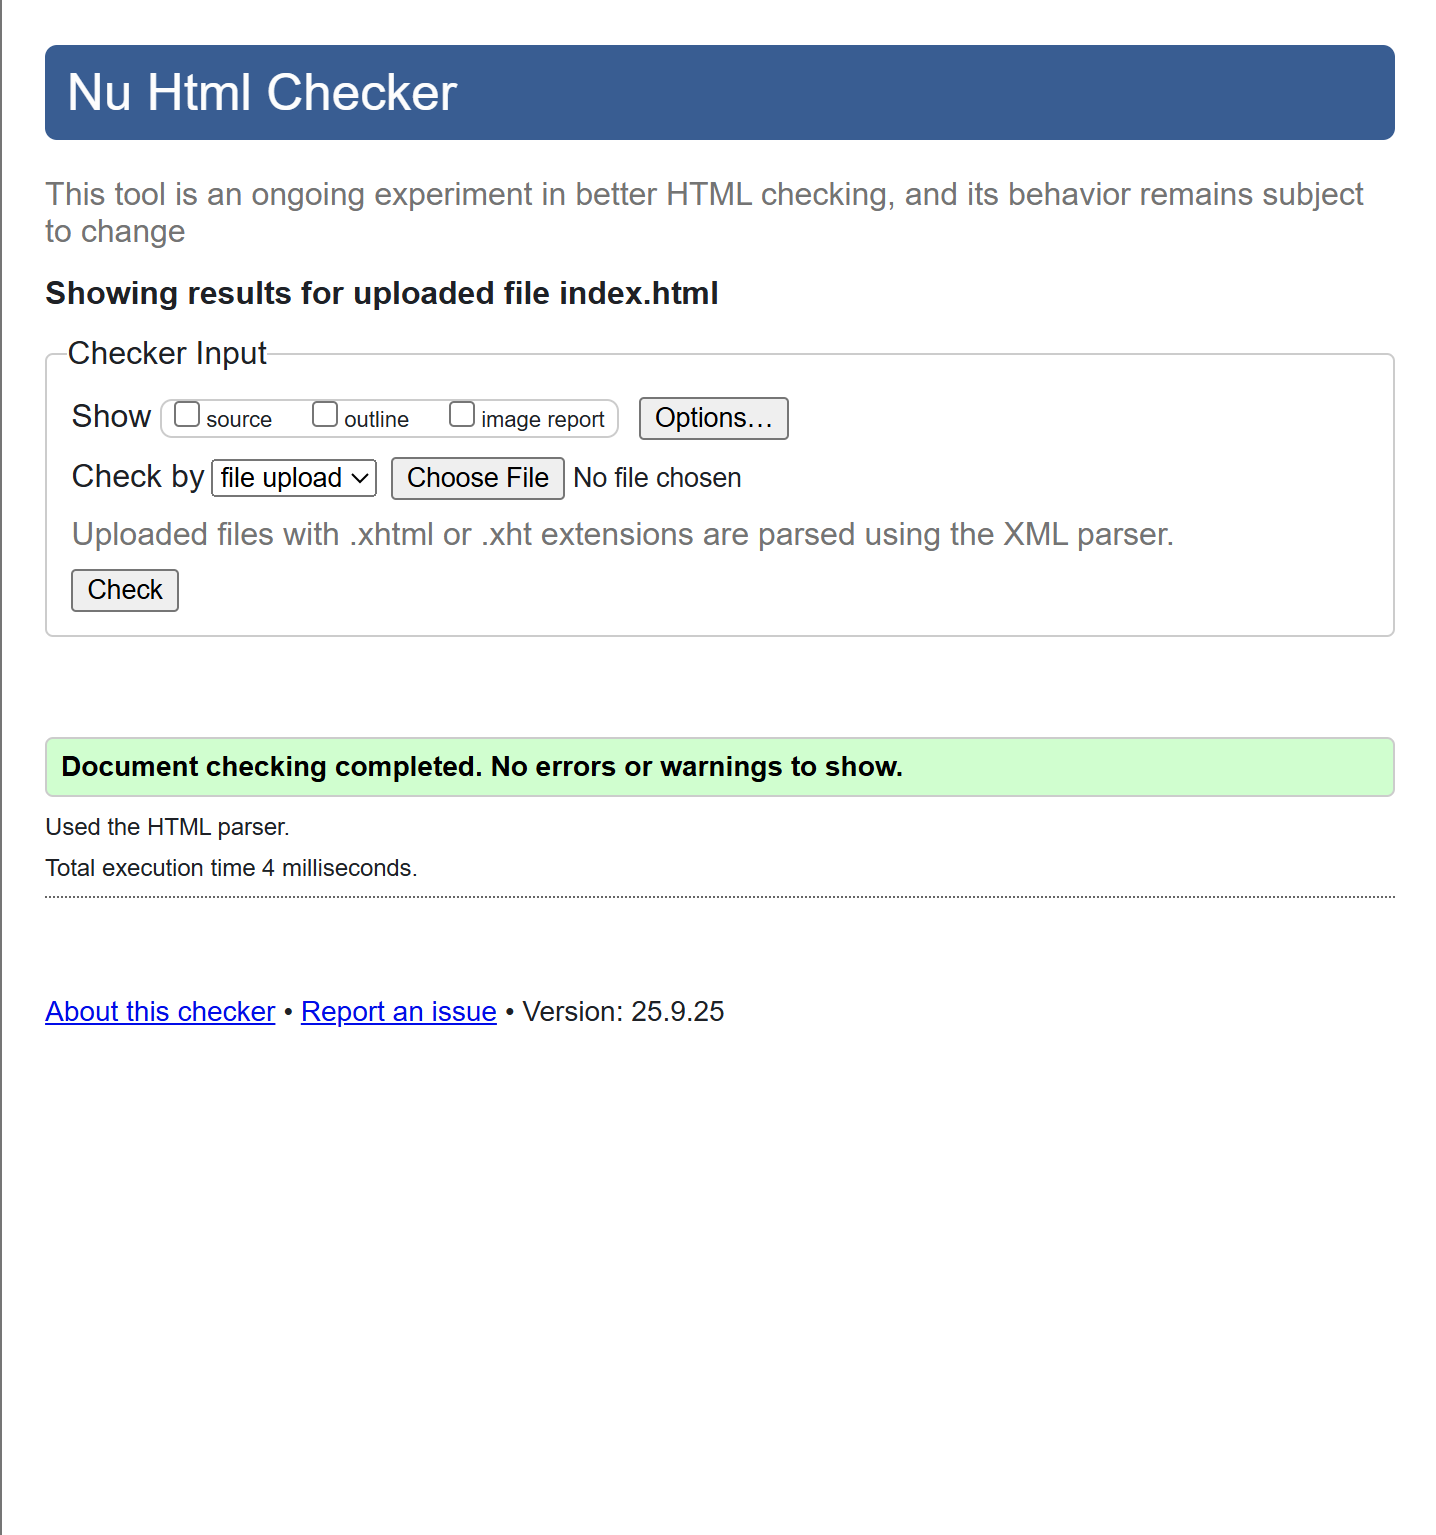 Nu Html Checker
This tool is an ongoing experiment in better HTML checking, and its behavior remains subject
to change
Showing results for uploaded file index.html
Checker Input
Show source outline image report Options…
Check by file upload Choose File No file chosen
Uploaded files with .xhtml or .xht extensions are parsed using the XML parser.
Check
Document checking completed. No errors or warnings to show.
Used the HTML parser.
Total execution time 4 milliseconds.
About this checker • Report an issue • Version: 25.9.25